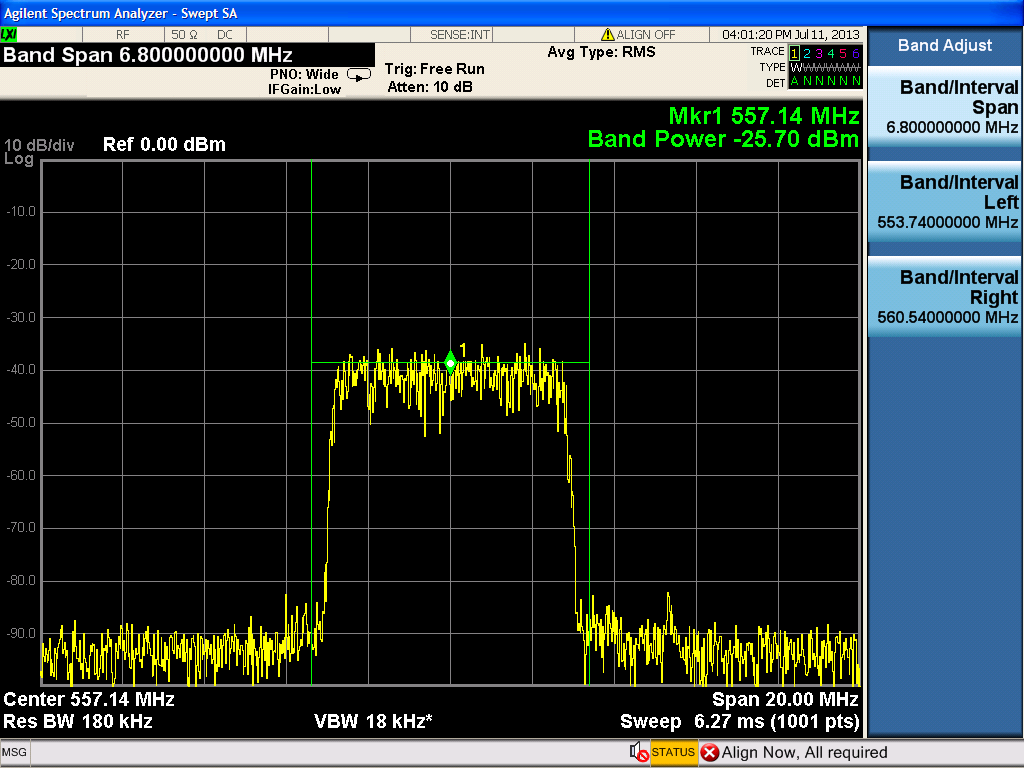 Agilent Spectrum Analyzer - Swept SA
LXI RF 50 Ω DC SENSE:INT ALIGN OFF 04:01:20 PM Jul 11, 2013
Band Adjust
Band Span 6.800000000 MHz
Avg Type: RMS
TRACE 1 2 3 4 5 6
PNO: Wide
Trig: Free Run
TYPE W
IFGain:Low
Atten: 10 dB
DET A N N N N N
Band/Interval
Span
6.800000000 MHz
Mkr1 557.14 MHz
10 dB/div
Ref 0.00 dBm
Band Power -25.70 dBm
Log
Band/Interval
Left
553.74000000 MHz
Band/Interval
Right
560.54000000 MHz
-10.0
-20.0
-30.0
1
-40.0
-50.0
-60.0
-70.0
-80.0
-90.0
Center 557.14 MHz
Span 20.00 MHz
Res BW 180 kHz
VBW 18 kHz*
Sweep 6.27 ms (1001 pts)
MSG
STATUS
Align Now, All required